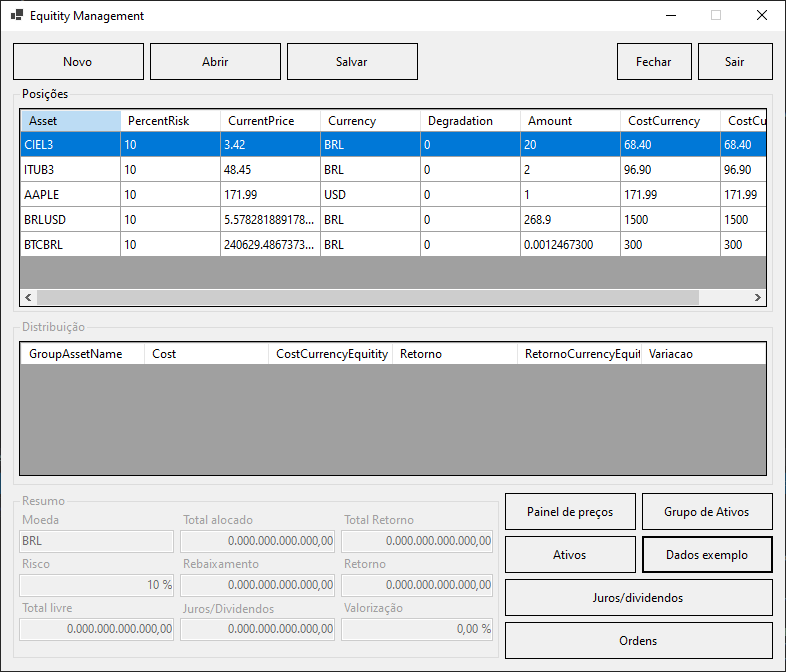 Equitity Management
Novo Abrir Salvar Fechar Sair
Posições
Asset PercentRisk CurrentPrice Currency Degradation Amount CostCurrency CostCu
CIEL3 10 3.42 BRL 0 20 68.40 68.40
ITUB3 10 48.45 BRL 0 2 96.90 96.90
AAPLE 10 171.99 USD 0 1 171.99 171.99
BRLUSD 10 5.578281889178... BRL 0 268.9 1500 1500
BTCBRL 10 240629.4867373... BRL 0 0.0012467300 300 300
Distribuição
GroupAssetName Cost CostCurrencyEquitity Retorno RetornoCurrencyEquit Variacao
Resumo
Moeda Total alocado Total Retorno
BRL 0.000.000.000.000,00 0.000.000.000.000,00
Risco Rebaixamento Retorno
10 % 0.000.000.000.000,00 0.000.000.000.000,00
Total livre Juros/Dividendos Valorização
0.000.000.000.000,00 0.000.000.000.000,00 0,00 %
Painel de preços Grupo de Ativos
Ativos Dados exemplo
Juros/dividendos
Ordens